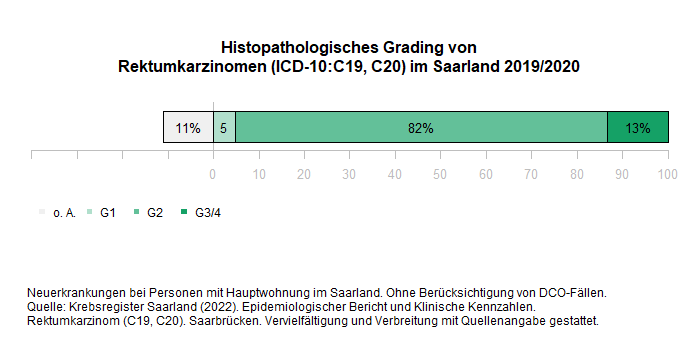 Histopathologisches Grading von
Rektumkarzinomen (ICD-10:C19, C20) im Saarland 2019/2020
11% 5 82% 13%
0 10 20 30 40 50 60 70 80 90 100
o. A. G1 G2 G3/4
Neuerkrankungen bei Personen mit Hauptwohnung im Saarland. Ohne Berücksichtigung von DCO-Fällen.
Quelle: Krebsregister Saarland (2022). Epidemiologischer Bericht und Klinische Kennzahlen.
Rektumkarzinom (C19, C20). Saarbrücken. Vervielfältigung und Verbreitung mit Quellenangabe gestattet.